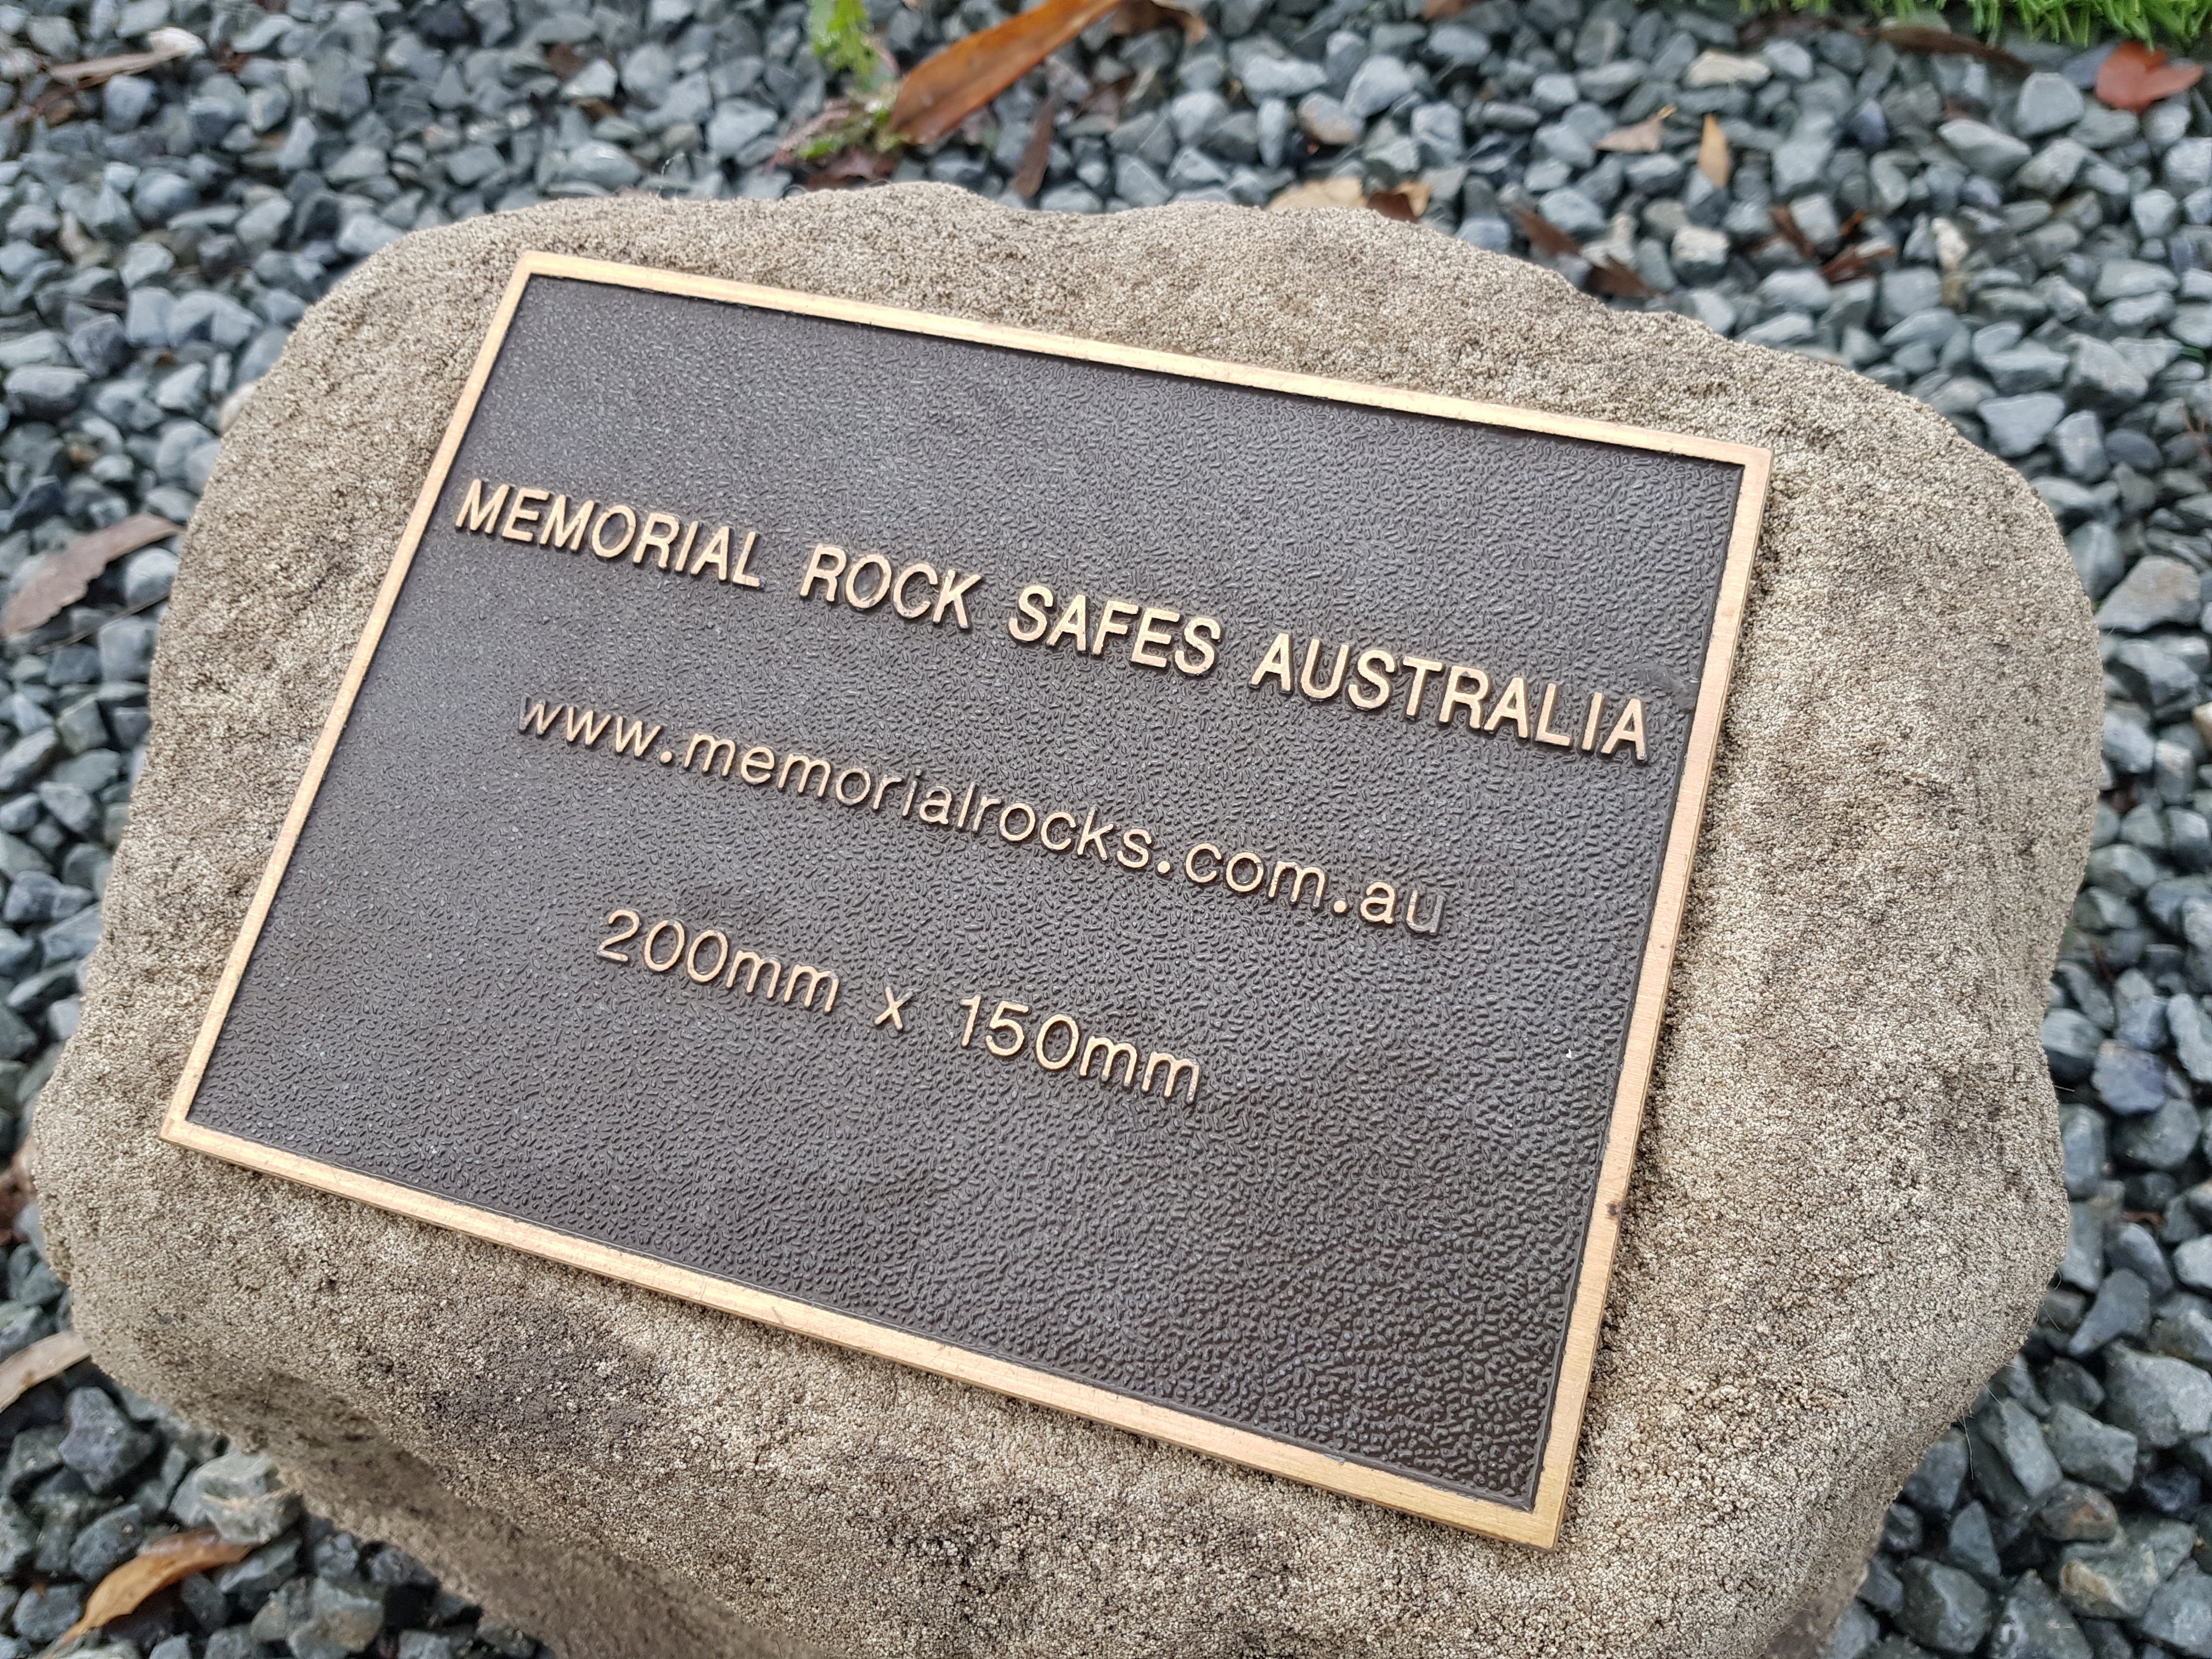 MEMORIAL ROCK SAFES AUSTRALIA
www.memorialrocks.com.au
200mm x 150mm